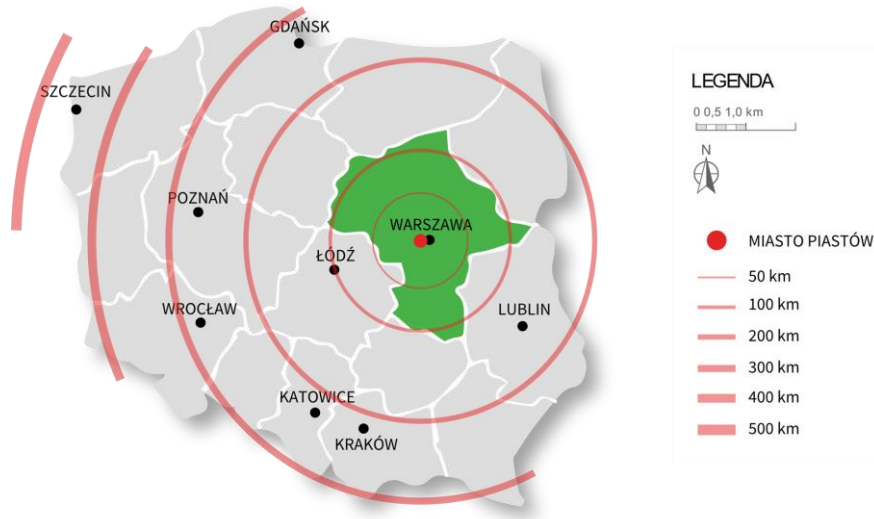 GDAŃSK
SZCZECIN
POZNAŃ
WARSZAWA
ŁÓDŹ
WROCŁAW
LUBLIN
KATOWICE
KRAKÓW
LEGENDA
0 0,5 1,0 km
N
MIASTO PIASTÓW
50 km
100 km
200 km
300 km
400 km
500 km